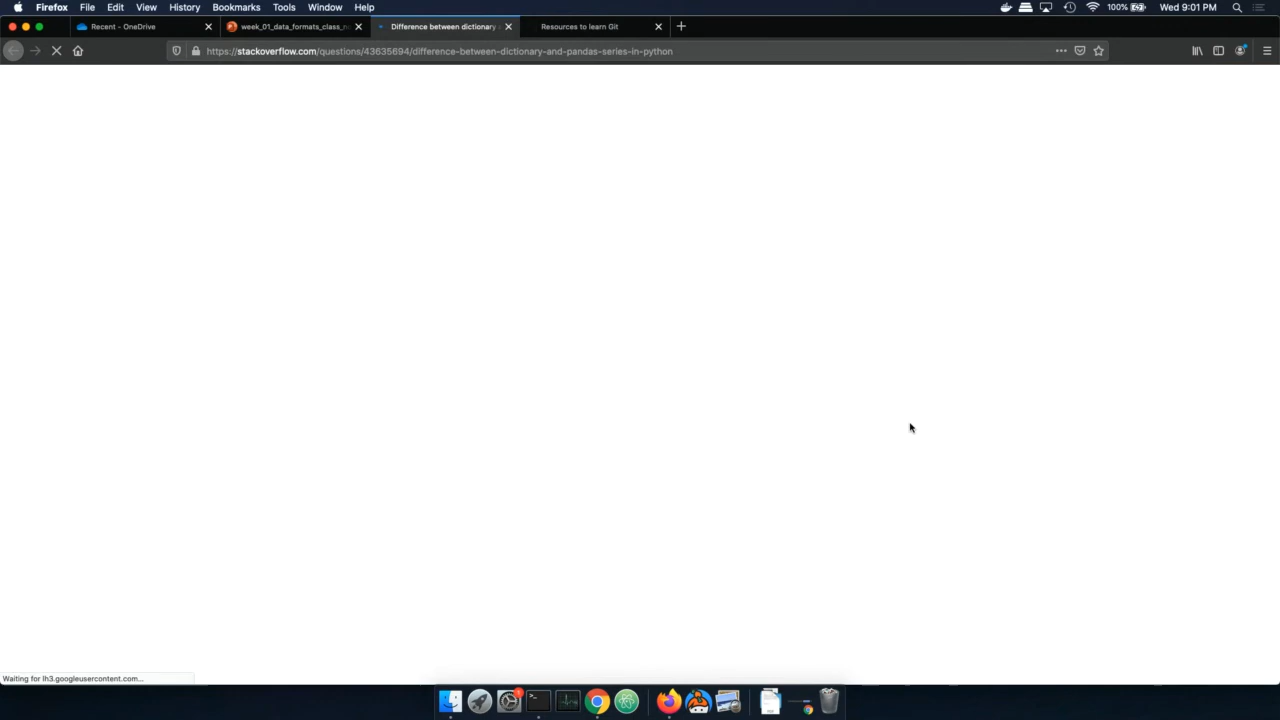 Firefox File Edit View History Bookmarks Tools Window Help 100% Wed 9:01 PM
Recent - OneDrive week_01_data_formats_class_r Difference between dictionary Resources to learn Git
https://stackoverflow.com/questions/43635694/difference-between-dictionary-and-pandas-series-in-python
Waiting for lh3.googleusercontent.com...